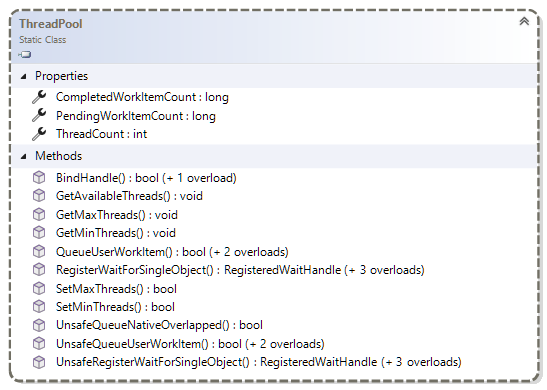 ThreadPool
Static Class
Properties
CompletedWorkItemCount : long
PendingWorkItemCount : long
ThreadCount : int
Methods
BindHandle() : bool (+ 1 overload)
GetAvailableThreads() : void
GetMaxThreads() : void
GetMinThreads() : void
QueueUserWorkItem() : bool (+ 2 overloads)
RegisterWaitForSingleObject() : RegisteredWaitHandle (+ 3 overloads)
SetMaxThreads() : bool
SetMinThreads() : bool
UnsafeQueueNativeOverlapped() : bool
UnsafeQueueUserWorkItem() : bool (+ 2 overloads)
UnsafeRegisterWaitForSingleObject() : RegisteredWaitHandle (+ 3 overloads)